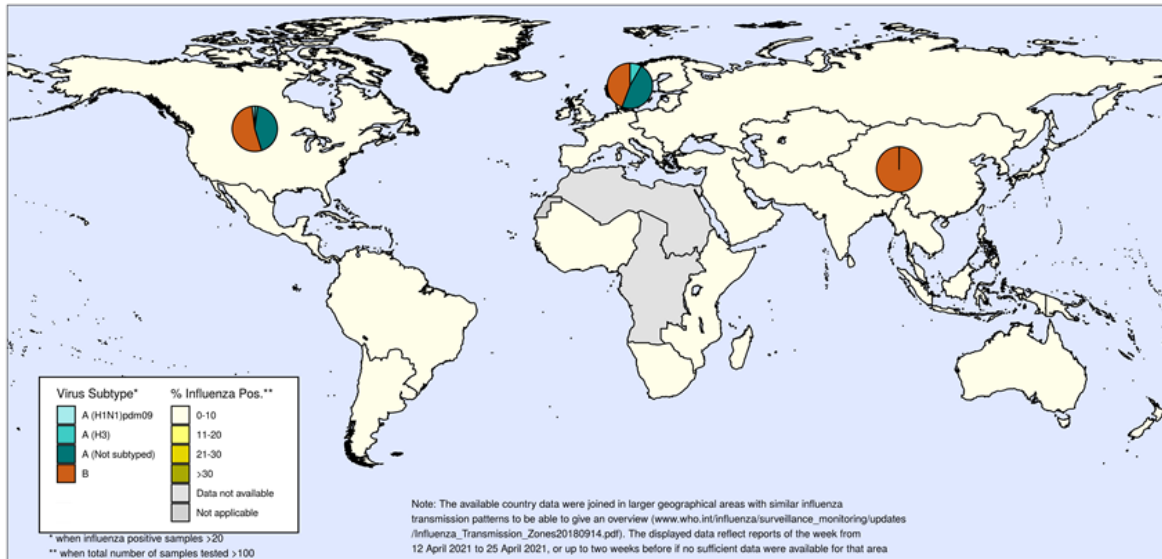 Virus Subtype*
A (H1N1)pdm09
A (H3)
A (Not subtyped)
B
% Influenza Pos.**
0-10
11-20
21-30
>30
Data not available
Not applicable
* when influenza positive samples >20
** when total number of samples tested >100
Note: The available country data were joined in larger geographical areas with similar influenza
transmission patterns to be able to give an overview (www.who.int/influenza/surveillance_monitoring/updates
/Influenza_Transmission_Zones20180914.pdf). The displayed data reflect reports of the week from
12 April 2021 to 25 April 2021, or up to two weeks before if no sufficient data were available for that area